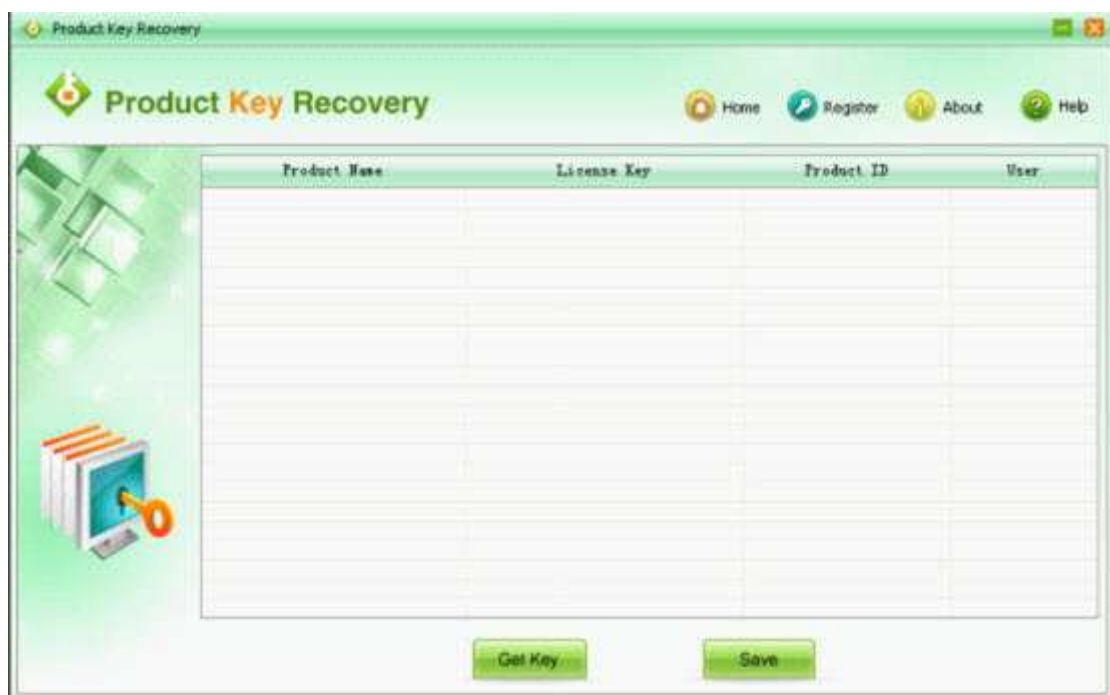 Product Key Recovery
Product Key Recovery
Home Register About Help
Product Name License Key Product ID User
Get Key Save